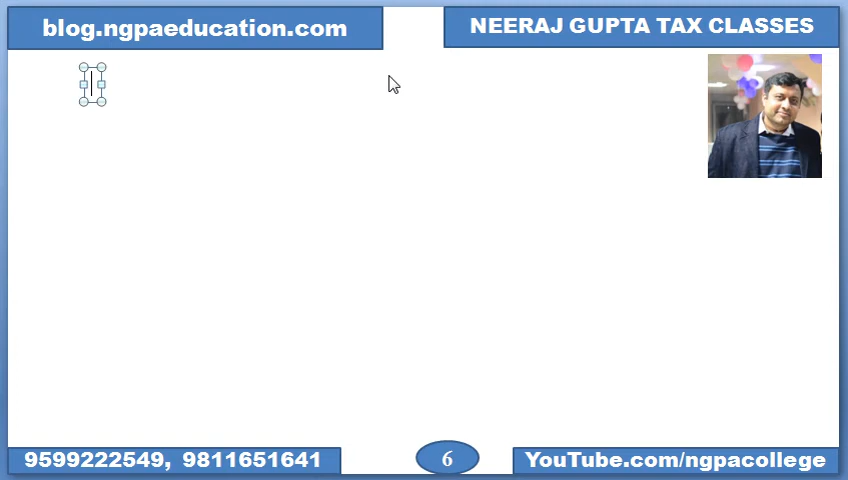 blog.ngpaeducation.com
NEERAJ GUPTA TAX CLASSES
9599222549, 9811651641
6
YouTube.com/ngpacollege